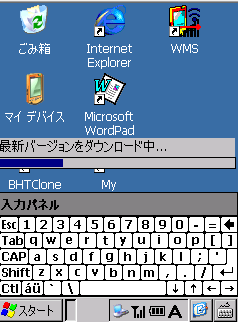 ごみ箱
Internet Explorer
WMS
マイ デバイス
Microsoft WordPad
最新バージョンをダウンロード中...
BHTClone
My
入力パネル
Esc 1 2 3 4 5 6 7 8 9 0 - = ←
Tab q w e r t y u i o p [ ]
CAP a s d f g h j k l ; '
Shift z x c v b n m , . / ↵
Ctl áü ` \ ↓ ↑ ← →
スタート
A